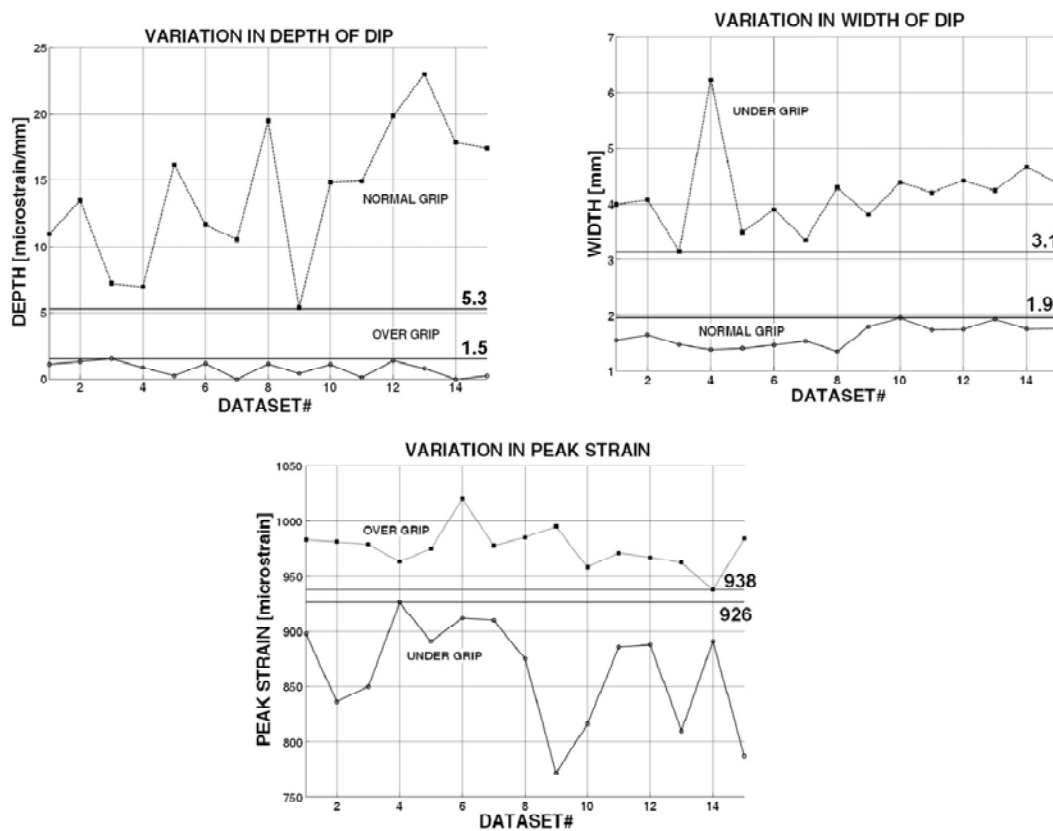 VARIATION IN DEPTH OF DIP
25
20
15
10
5
0
DEPTH [microstrain/mm]
NORMAL GRIP
5.3
OVER GRIP
1.5
2 4 6 8 10 12 14
DATASET#
VARIATION IN WIDTH OF DIP
7
6
5
4
3
2
1
WIDTH [mm]
UNDER GRIP
3.1
1.9
NORMAL GRIP
2 4 6 8 10 12 14
DATASET#
VARIATION IN PEAK STRAIN
1050
1000
950
900
850
800
750
PEAK STRAIN [microstrain]
OVER GRIP
938
926
UNDER GRIP
2 4 6 8 10 12 14
DATASET#